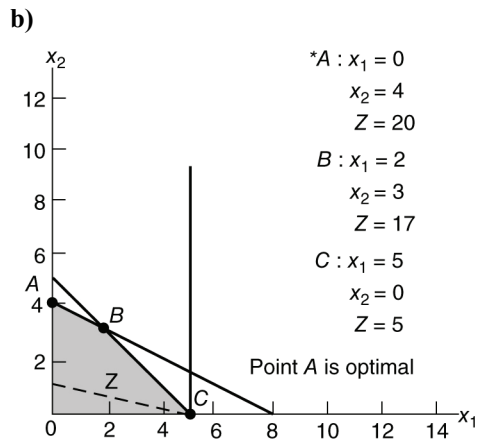 b)
x2
12
10
8
6
4
2
A
B
C
Z
0
2
4
6
8
10
12
14
x1
*A : x1 = 0
x2 = 4
Z = 20
B : x1 = 2
x2 = 3
Z = 17
C : x1 = 5
x2 = 0
Z = 5
Point A is optimal